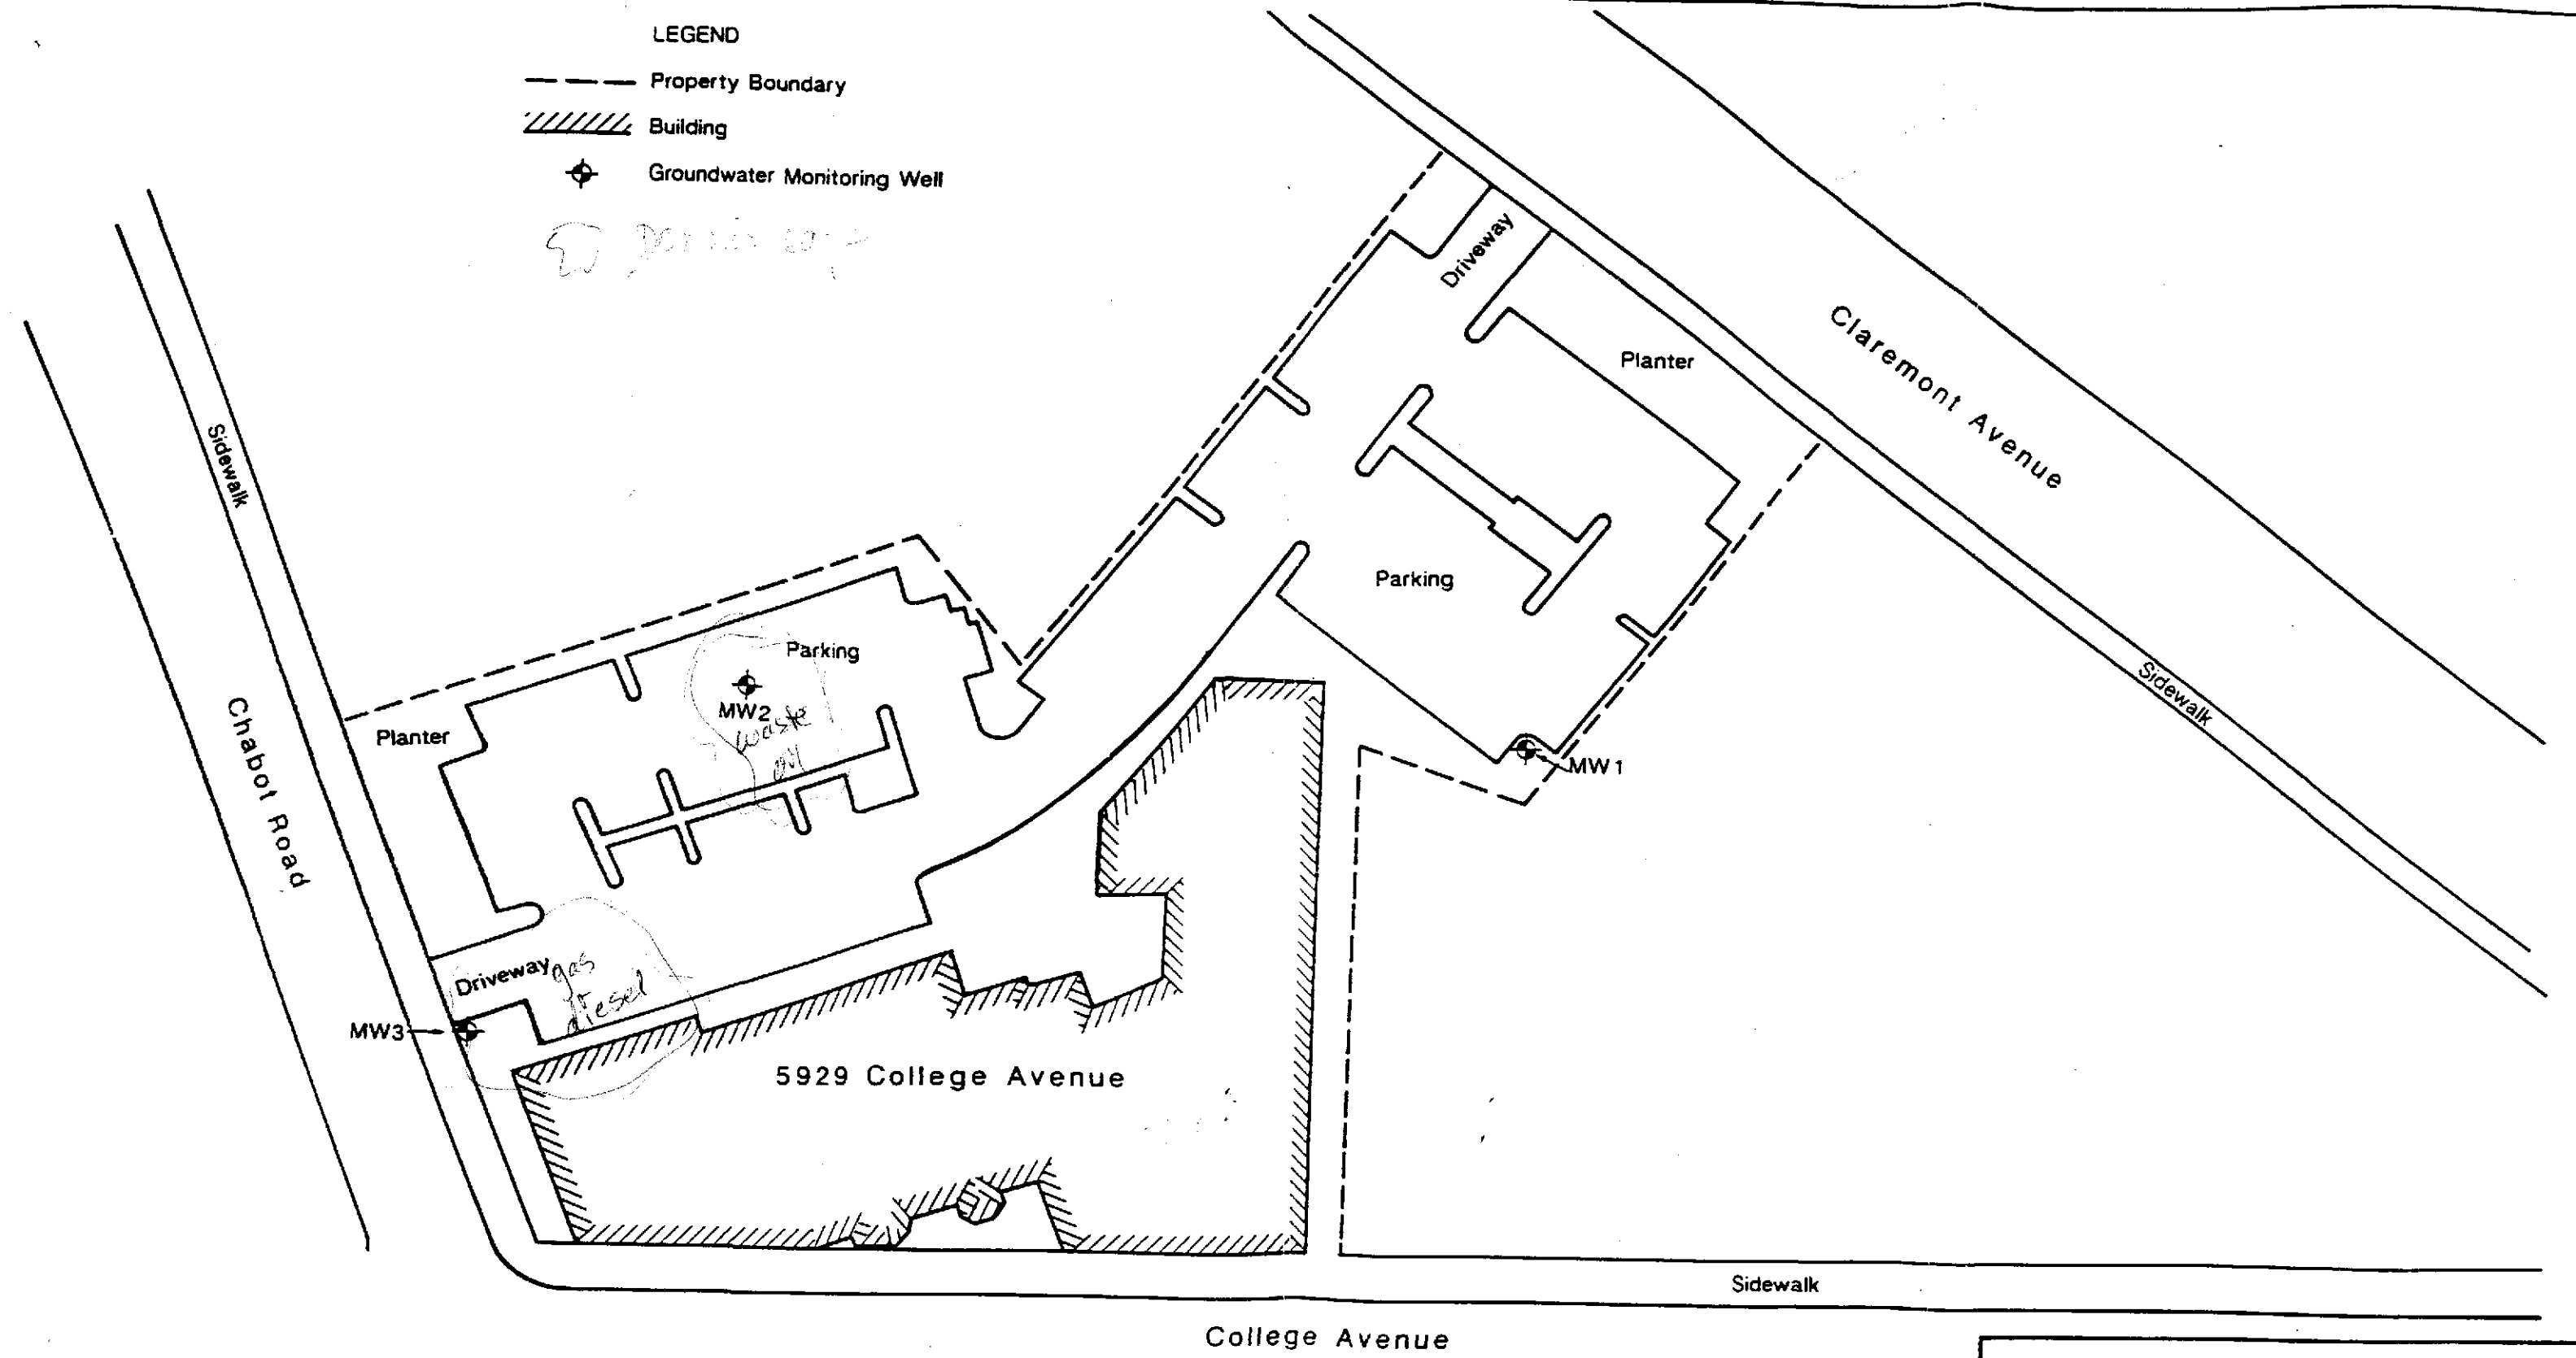 LEGEND
Property Boundary
Building
Groundwater Monitoring Well
Driveway
Planter
Claremont Avenue
Sidewalk
Parking
Sidewalk
Parking
MW2
waste
oil
Planter
MW1
Chabot Road
Driveway
gas
diesel
MW3
5929 College Avenue
Sidewalk
College Avenue